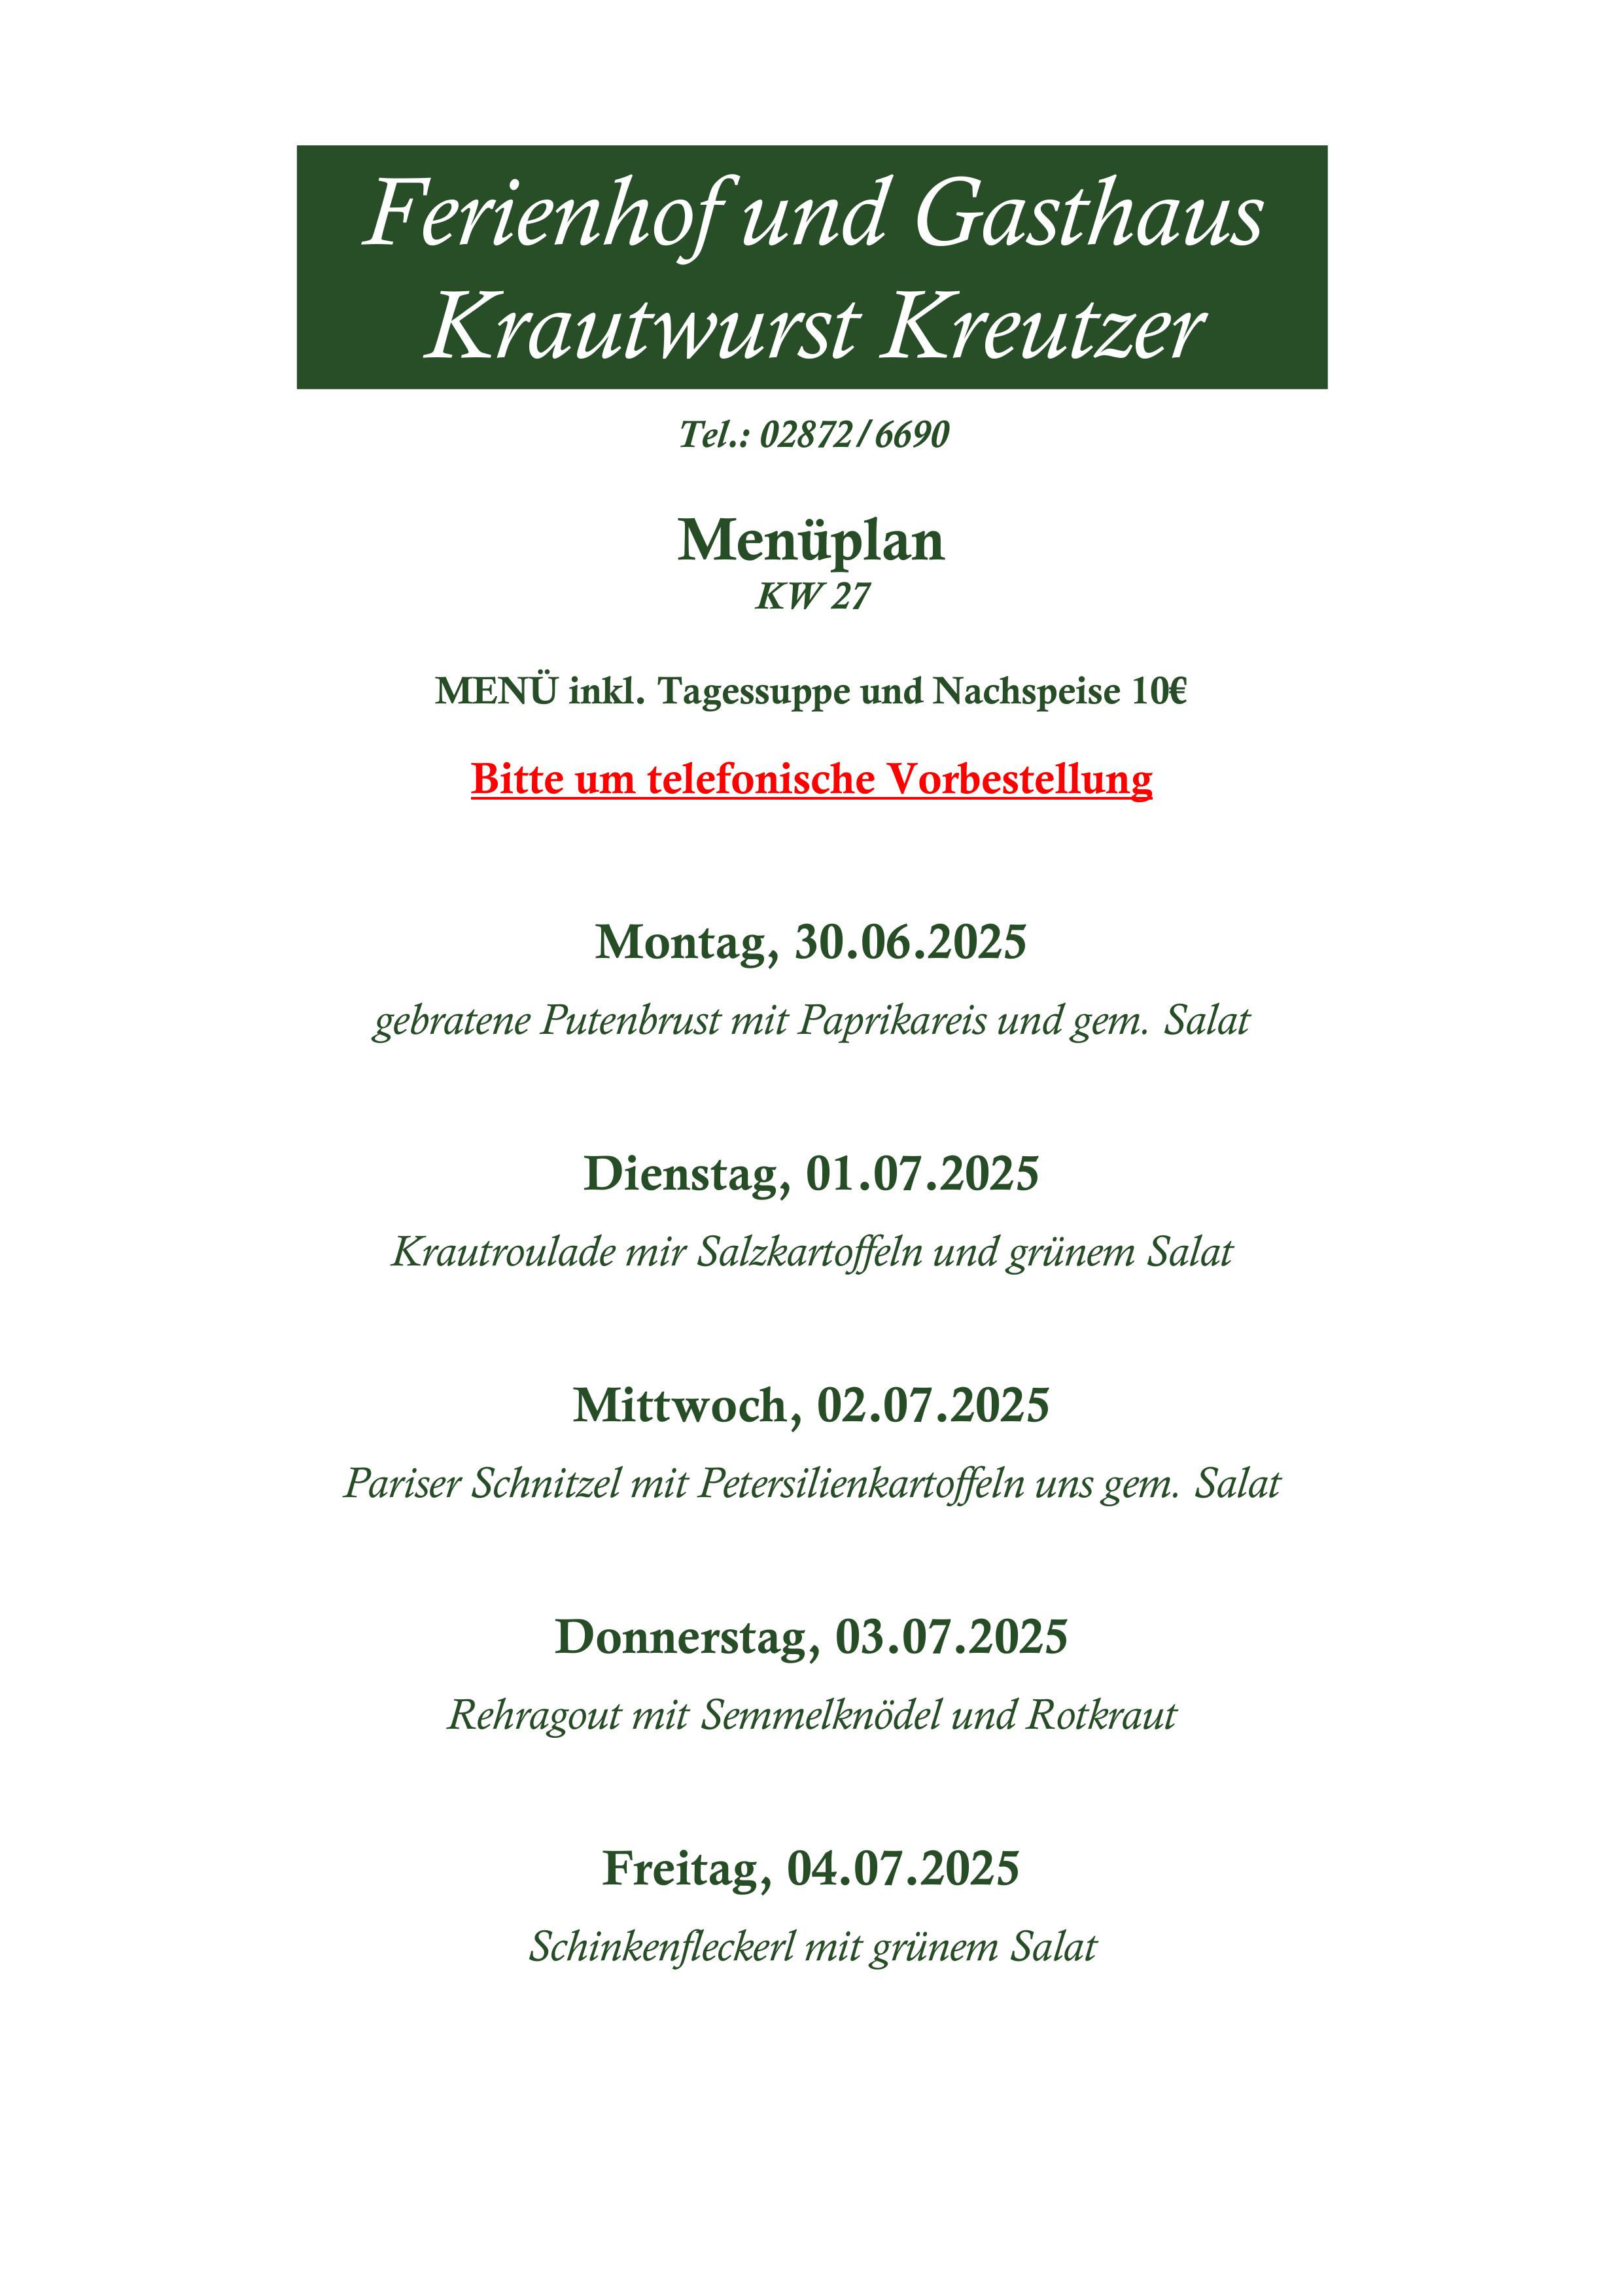 Ferienhof und Gasthaus
Krautwurst Kreutzer
Tel.: 02872/6690
Menüplan
KW 27
MENÜ inkl. Tagessuppe und Nachspeise 10€
Bitte um telefonische Vorbestellung
Montag, 30.06.2025
gebratene Putenbrust mit Paprikareis und gem. Salat
Dienstag, 01.07.2025
Krautroulade mir Salzkartoffeln und grünem Salat
Mittwoch, 02.07.2025
Pariser Schnitzel mit Petersilienkartoffeln uns gem. Salat
Donnerstag, 03.07.2025
Rehragout mit Semmelknödel und Rotkraut
Freitag, 04.07.2025
Schinkenfleckerl mit grünem Salat